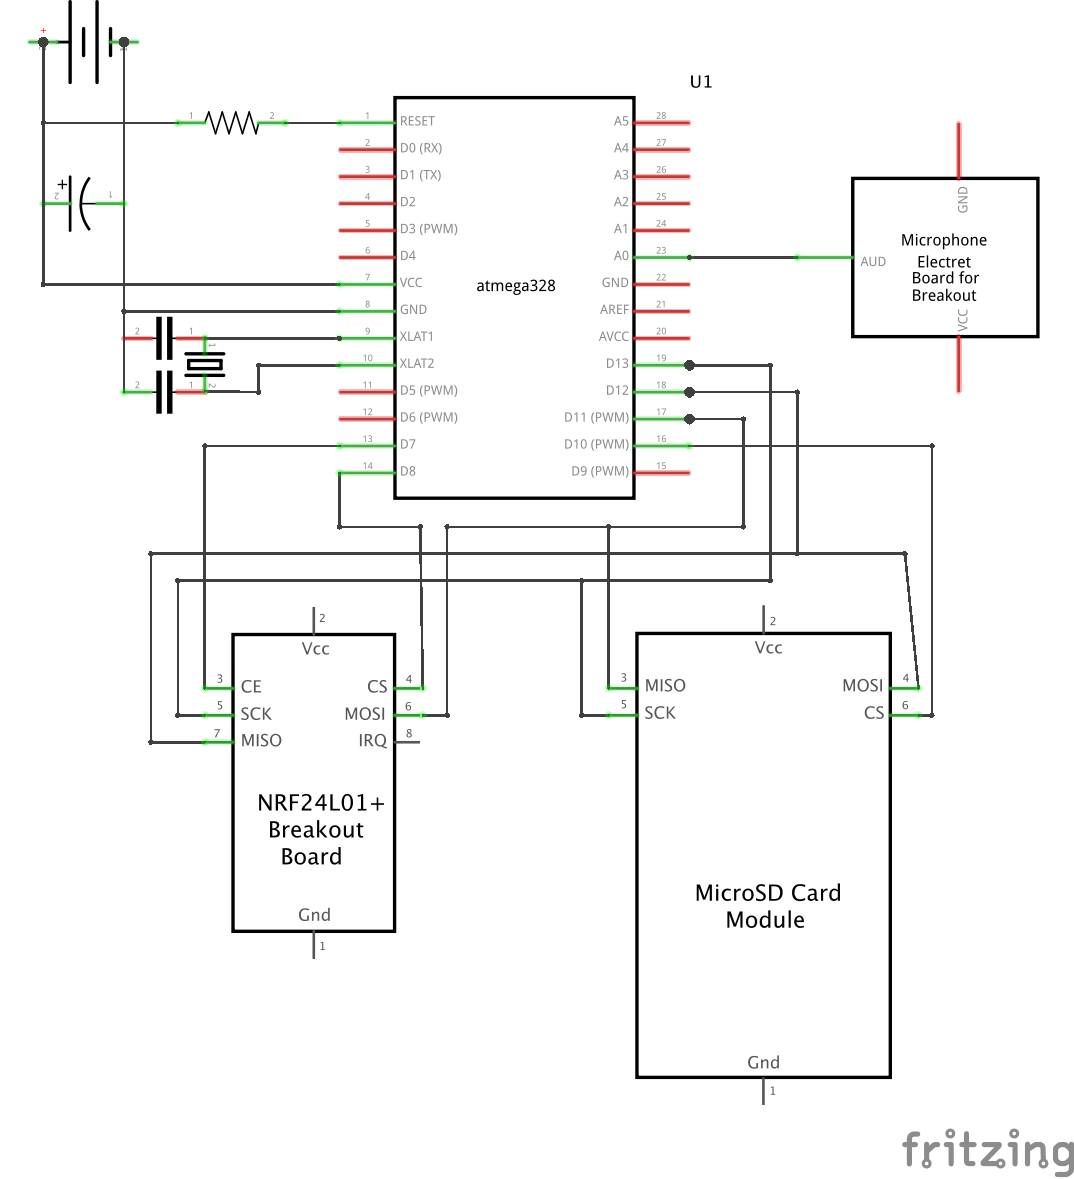 +
1 2
+
2 1
2 1
2 1
1
2
U1
atmega328
1 RESET
2 D0 (RX)
3 D1 (TX)
4 D2
5 D3 (PWM)
6 D4
7 VCC
8 GND
9 XLAT1
10 XLAT2
11 D5 (PWM)
12 D6 (PWM)
13 D7
14 D8
A5 28
A4 27
A3 26
A2 25
A1 24
A0 23
GND 22
AREF 21
AVCC 20
D13 19
D12 18
D11 (PWM) 17
D10 (PWM) 16
D9 (PWM) 15
GND
Microphone
AUD
Electret
Board for
Breakout
VCC
2
Vcc
3 CE CS 4
5 SCK MOSI 6
7 MISO IRQ 8
NRF24L01+
Breakout
Board
Gnd
1
2
Vcc
3 MISO MOSI 4
5 SCK CS 6
MicroSD Card
Module
Gnd
1
fritzing